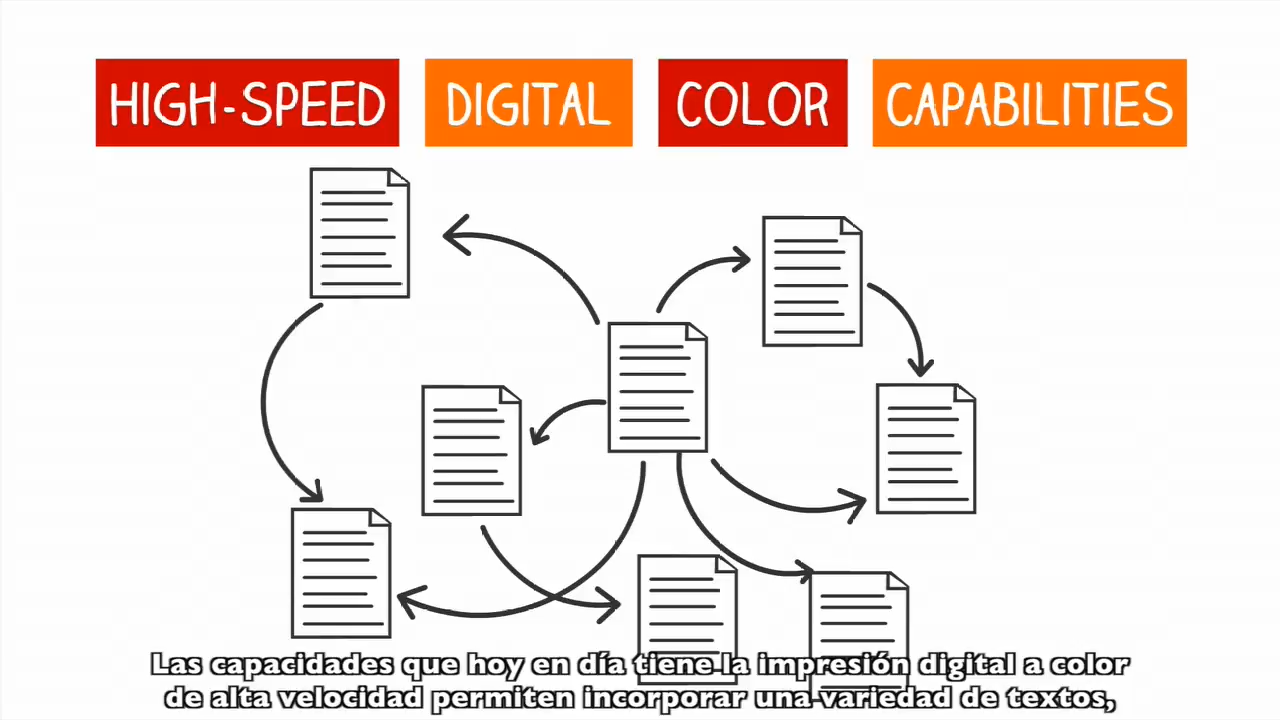 HIGH-SPEED DIGITAL COLOR CAPABILITIES
Las capacidades que hoy en día tiene la impresión digital a color
de alta velocidad permiten incorporar una variedad de textos,